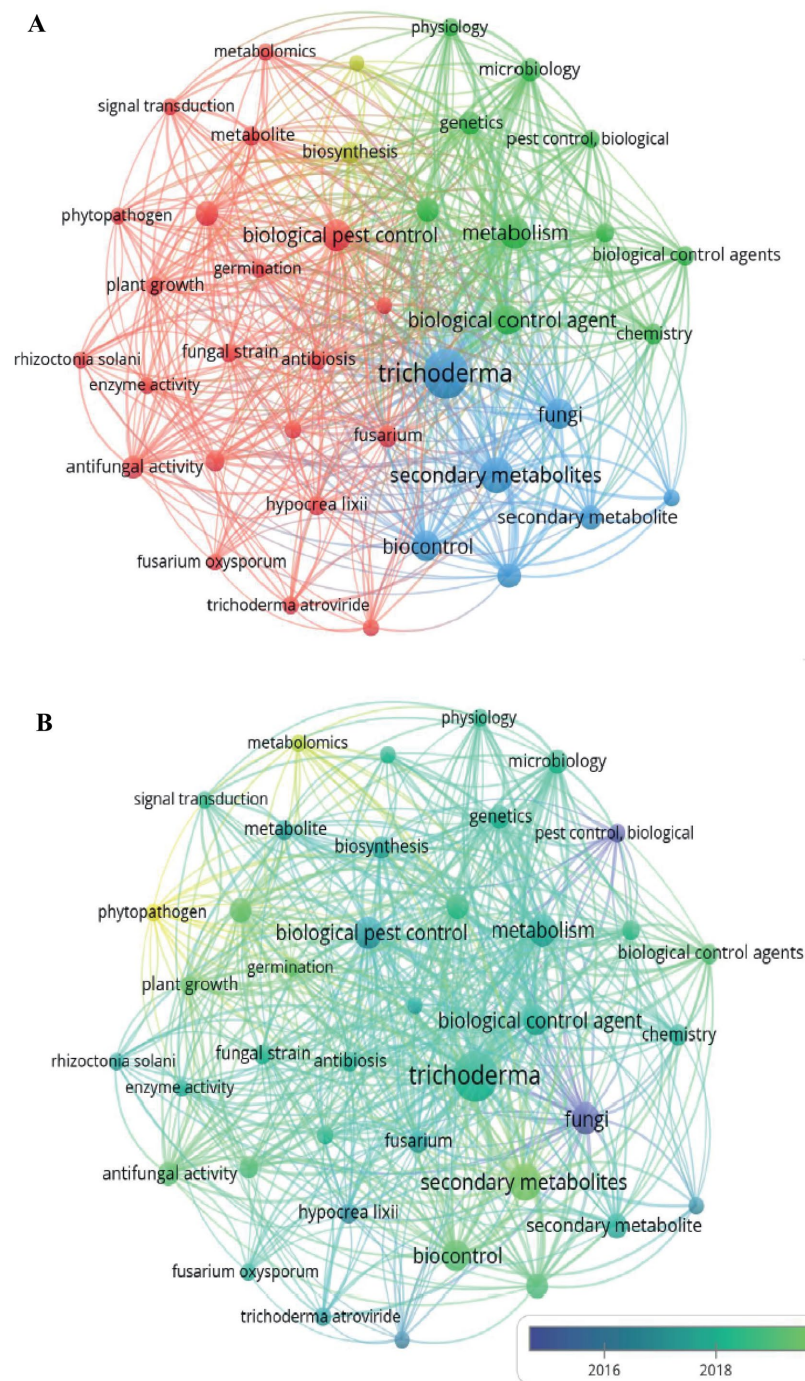 A
physiology
metabolomics
microbiology
signal transduction
genetics
metabolite
pest control, biological
biosynthesis
phytopathogen
biological pest control
metabolism
biological control agents
germination
plant growth
biological control agent
chemistry
fungal strain
rhizoctonia solani
antibiosis
trichoderma
enzyme activity
fungi
fusarium
antifungal activity
secondary metabolites
hypocrea lixii
secondary metabolite
biocontrol
fusarium oxysporum
trichoderma atroviride
B
physiology
metabolomics
microbiology
signal transduction
genetics
metabolite
pest control, biological
biosynthesis
phytopathogen
biological pest control
metabolism
biological control agents
germination
plant growth
biological control agent
chemistry
fungal strain
rhizoctonia solani
antibiosis
trichoderma
enzyme activity
fungi
fusarium
antifungal activity
secondary metabolites
hypocrea lixii
secondary metabolite
biocontrol
fusarium oxysporum
trichoderma atroviride
2016
2018